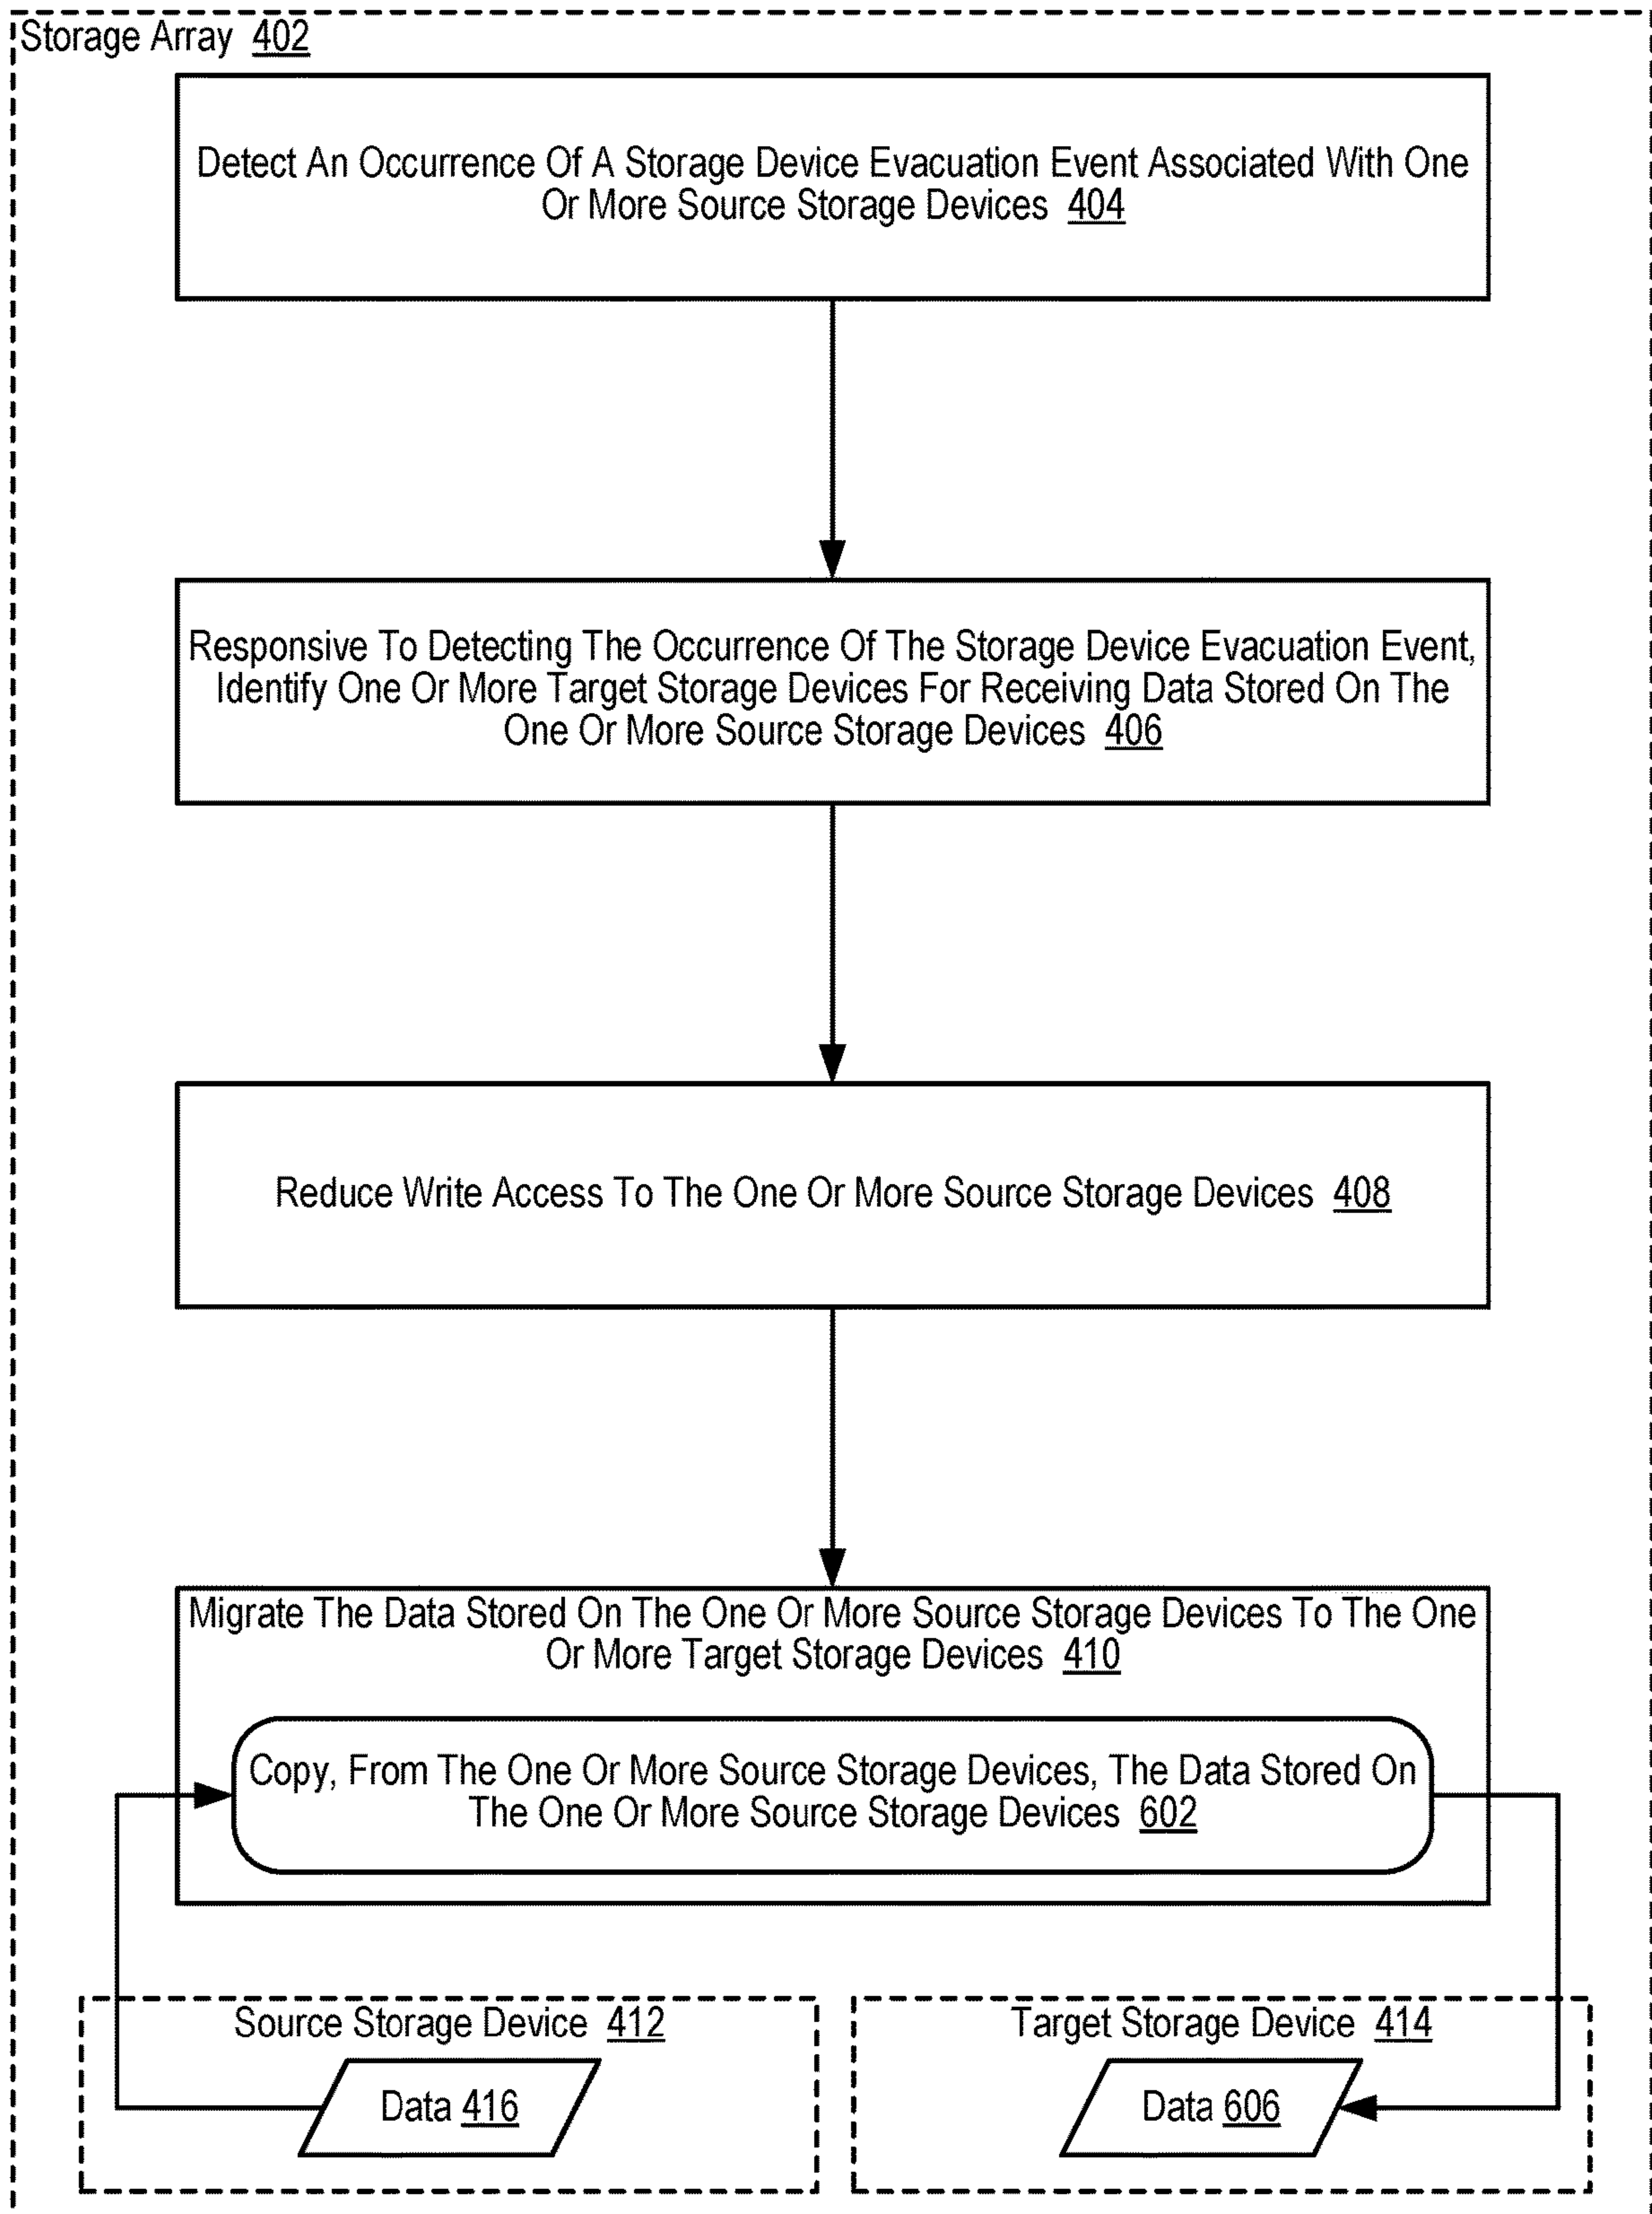 Storage Array 402
Detect An Occurrence Of A Storage Device Evacuation Event Associated With One
Or More Source Storage Devices 404
Responsive To Detecting The Occurrence Of The Storage Device Evacuation Event,
Identify One Or More Target Storage Devices For Receiving Data Stored On The
One Or More Source Storage Devices 406
Reduce Write Access To The One Or More Source Storage Devices 408
Migrate The Data Stored On The One Or More Source Storage Devices To The One
Or More Target Storage Devices 410
Copy, From The One Or More Source Storage Devices, The Data Stored On
The One Or More Source Storage Devices 602
Source Storage Device 412
Data 416
Target Storage Device 414
Data 606